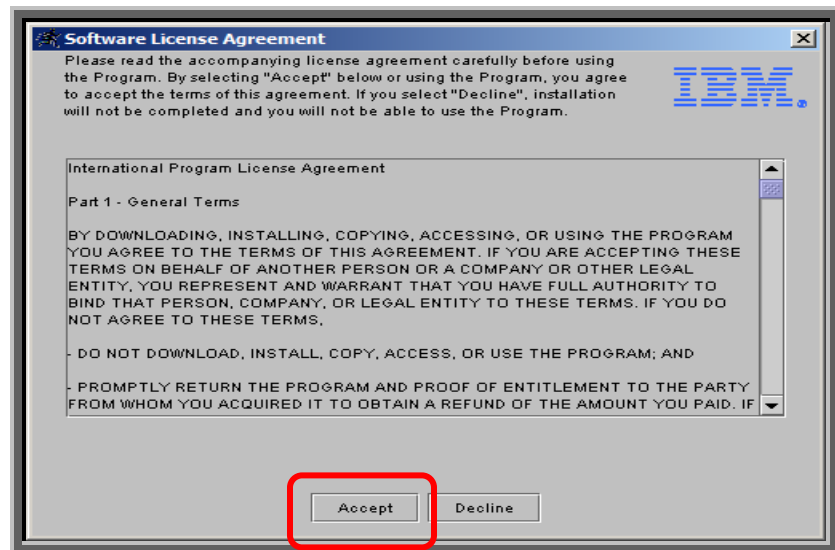 Software License Agreement
Please read the accompanying license agreement carefully before using
the Program. By selecting "Accept" below or using the Program, you agree
to accept the terms of this agreement. If you select "Decline", installation
will not be completed and you will not be able to use the Program.
IBM.
International Program License Agreement
Part 1 - General Terms
BY DOWNLOADING, INSTALLING, COPYING, ACCESSING, OR USING THE PROGRAM
YOU AGREE TO THE TERMS OF THIS AGREEMENT. IF YOU ARE ACCEPTING THESE
TERMS ON BEHALF OF ANOTHER PERSON OR A COMPANY OR OTHER LEGAL
ENTITY, YOU REPRESENT AND WARRANT THAT YOU HAVE FULL AUTHORITY TO
BIND THAT PERSON, COMPANY, OR LEGAL ENTITY TO THESE TERMS. IF YOU DO
NOT AGREE TO THESE TERMS,
- DO NOT DOWNLOAD, INSTALL, COPY, ACCESS, OR USE THE PROGRAM; AND
- PROMPTLY RETURN THE PROGRAM AND PROOF OF ENTITLEMENT TO THE PARTY
FROM WHOM YOU ACQUIRED IT TO OBTAIN A REFUND OF THE AMOUNT YOU PAID. IF
Accept Decline